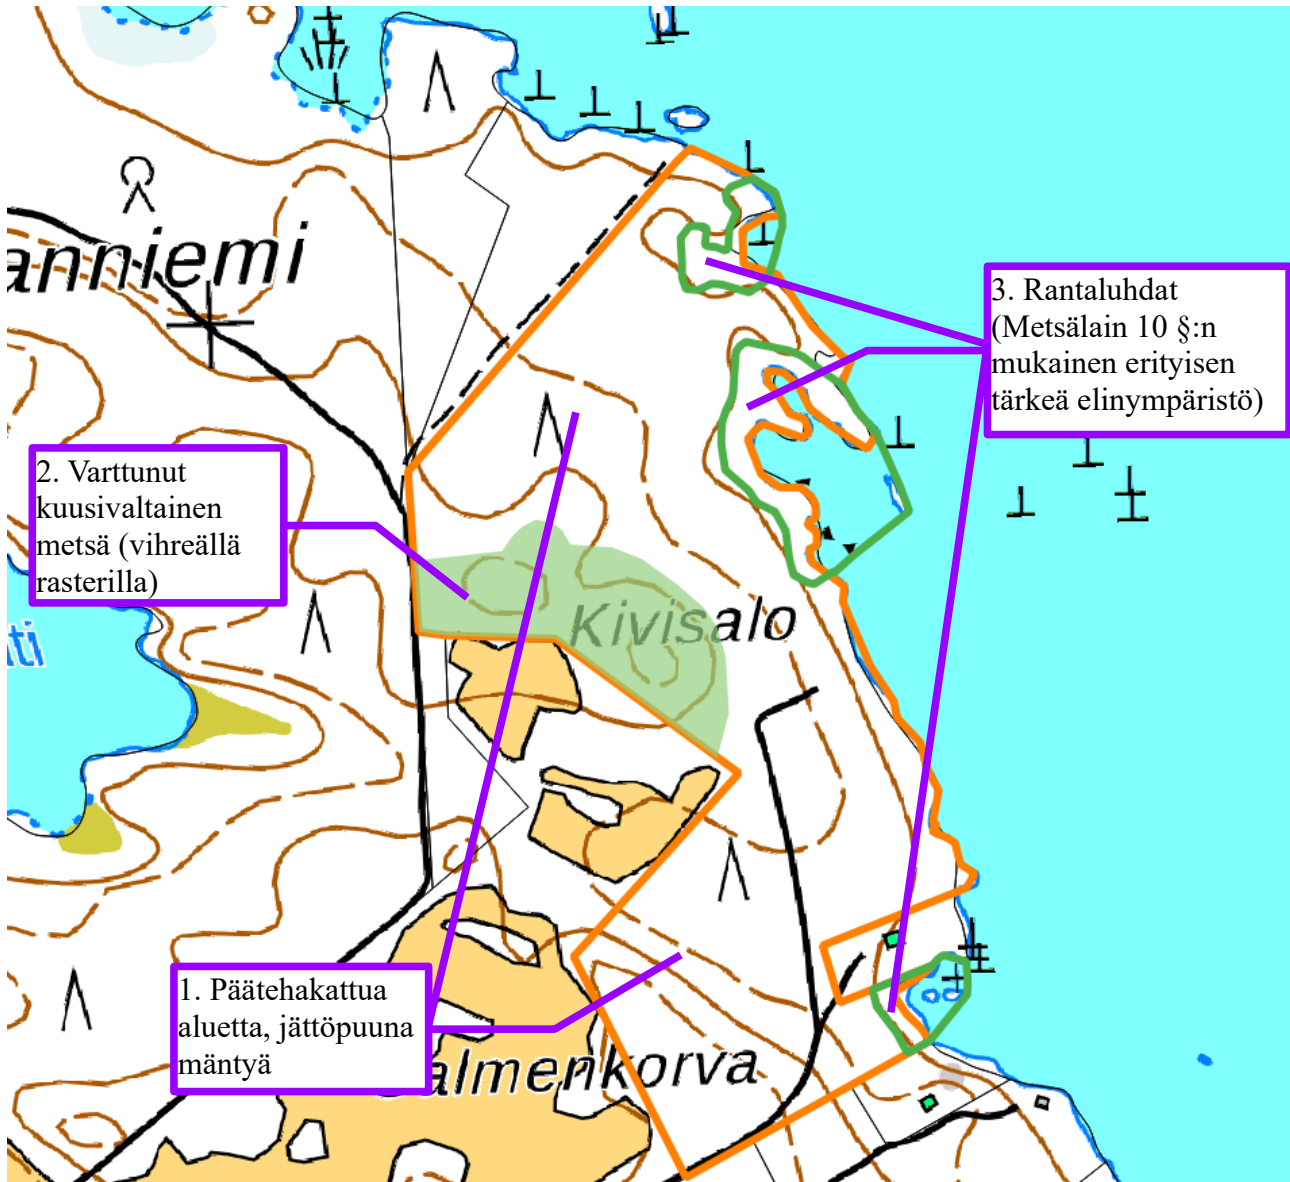 anniemi
3. Rantaluhdat
(Metsälain 10 §:n
mukainen erityisen
tärkeä elinympäristö)
2. Varttunut
kuusivaltainen
metsä (vihreällä
rasterilla)
Kivisalo
ti
1. Päätehakattua
aluetta, jättöpuuna
mäntyä
almenkorva